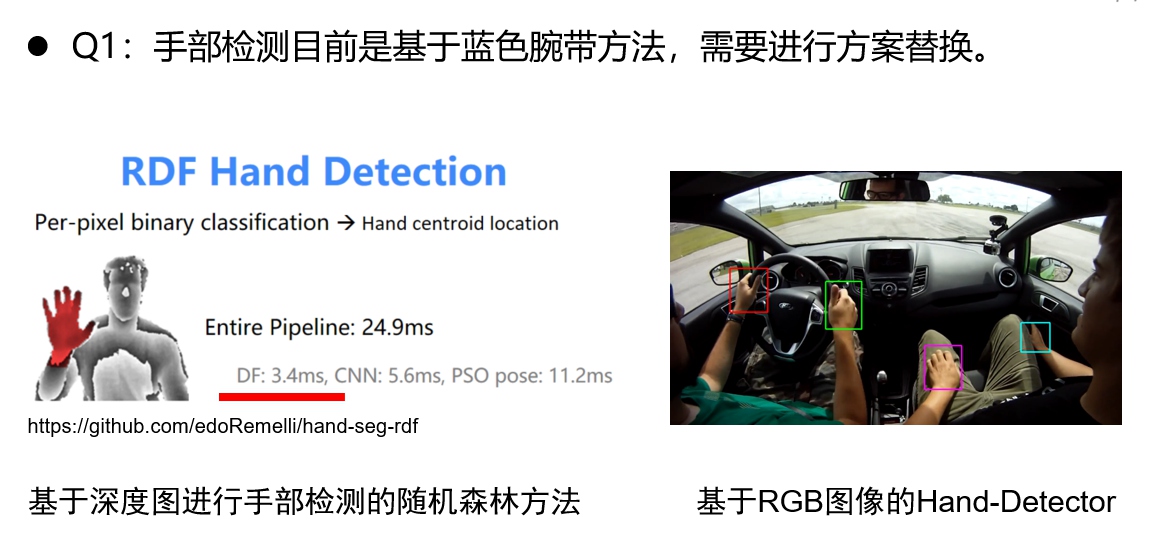 ● Q1：手部检测目前是基于蓝色腕带方法，需要进行方案替换。
RDF Hand Detection
Per-pixel binary classification → Hand centroid location
Entire Pipeline: 24.9ms
DF: 3.4ms, CNN: 5.6ms, PSO pose: 11.2ms
https://github.com/edoRemelli/hand-seg-rdf
基于深度图进行手部检测的随机森林方法
基于RGB图像的Hand-Detector